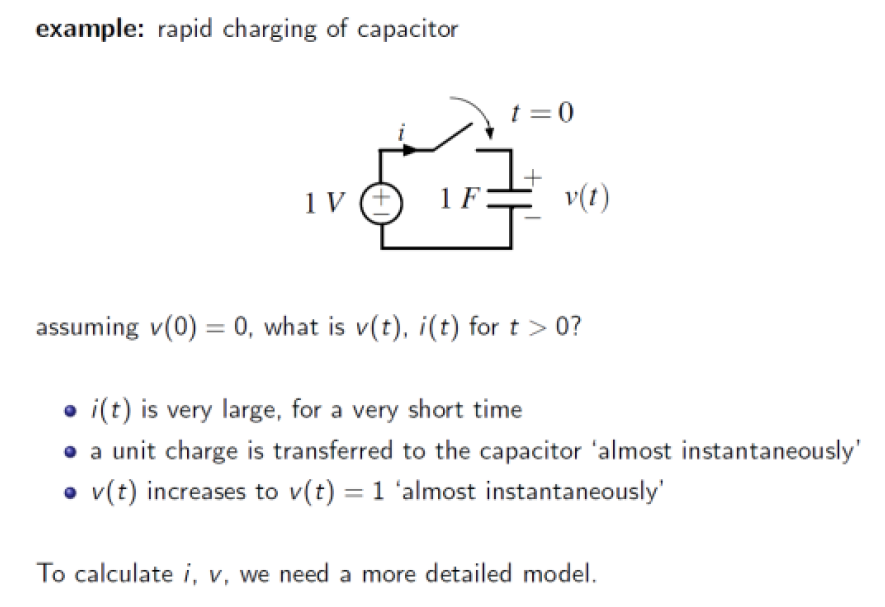 example: rapid charging of capacitor
t = 0
i
+
1 V
+
−
1 F
v(t)
−
assuming v(0) = 0, what is v(t), i(t) for t > 0?
• i(t) is very large, for a very short time
• a unit charge is transferred to the capacitor ‘almost instantaneously’
• v(t) increases to v(t) = 1 ‘almost instantaneously’
To calculate i, v, we need a more detailed model.